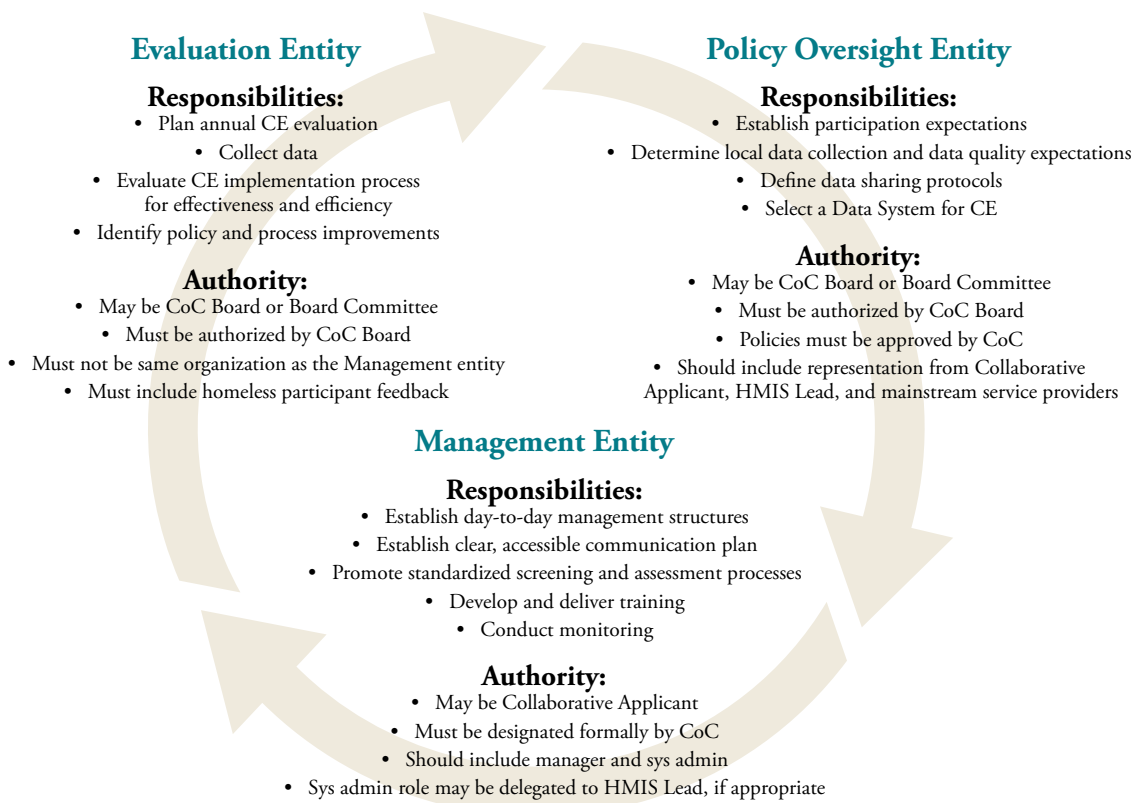 Evaluation Entity
Responsibilities:
• Plan annual CE evaluation
• Collect data
• Evaluate CE implementation process
for effectiveness and efficiency
• Identify policy and process improvements
Authority:
• May be CoC Board or Board Committee
• Must be authorized by CoC Board
• Must not be same organization as the Management entity
• Must include homeless participant feedback
Policy Oversight Entity
Responsibilities:
• Establish participation expectations
• Determine local data collection and data quality expectations
• Define data sharing protocols
• Select a Data System for CE
Authority:
• May be CoC Board or Board Committee
• Must be authorized by CoC Board
• Policies must be approved by CoC
• Should include representation from Collaborative
Applicant, HMIS Lead, and mainstream service providers
Management Entity
Responsibilities:
• Establish day-to-day management structures
• Establish clear, accessible communication plan
• Promote standardized screening and assessment processes
• Develop and deliver training
• Conduct monitoring
Authority:
• May be Collaborative Applicant
• Must be designated formally by CoC
• Should include manager and sys admin
• Sys admin role may be delegated to HMIS Lead, if appropriate